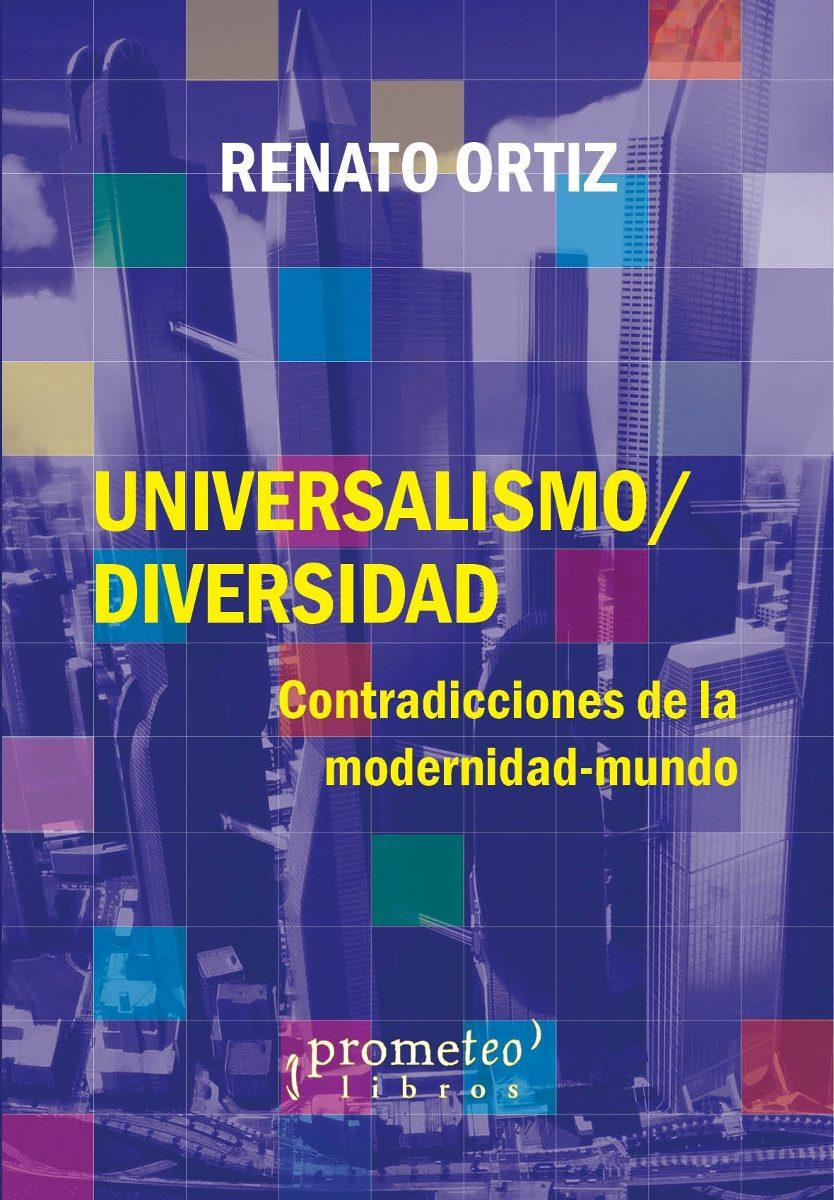 RENATO ORTIZ
UNIVERSALISMO/
DIVERSIDAD
Contradicciones de la
modernidad-mundo
prometeo
libros